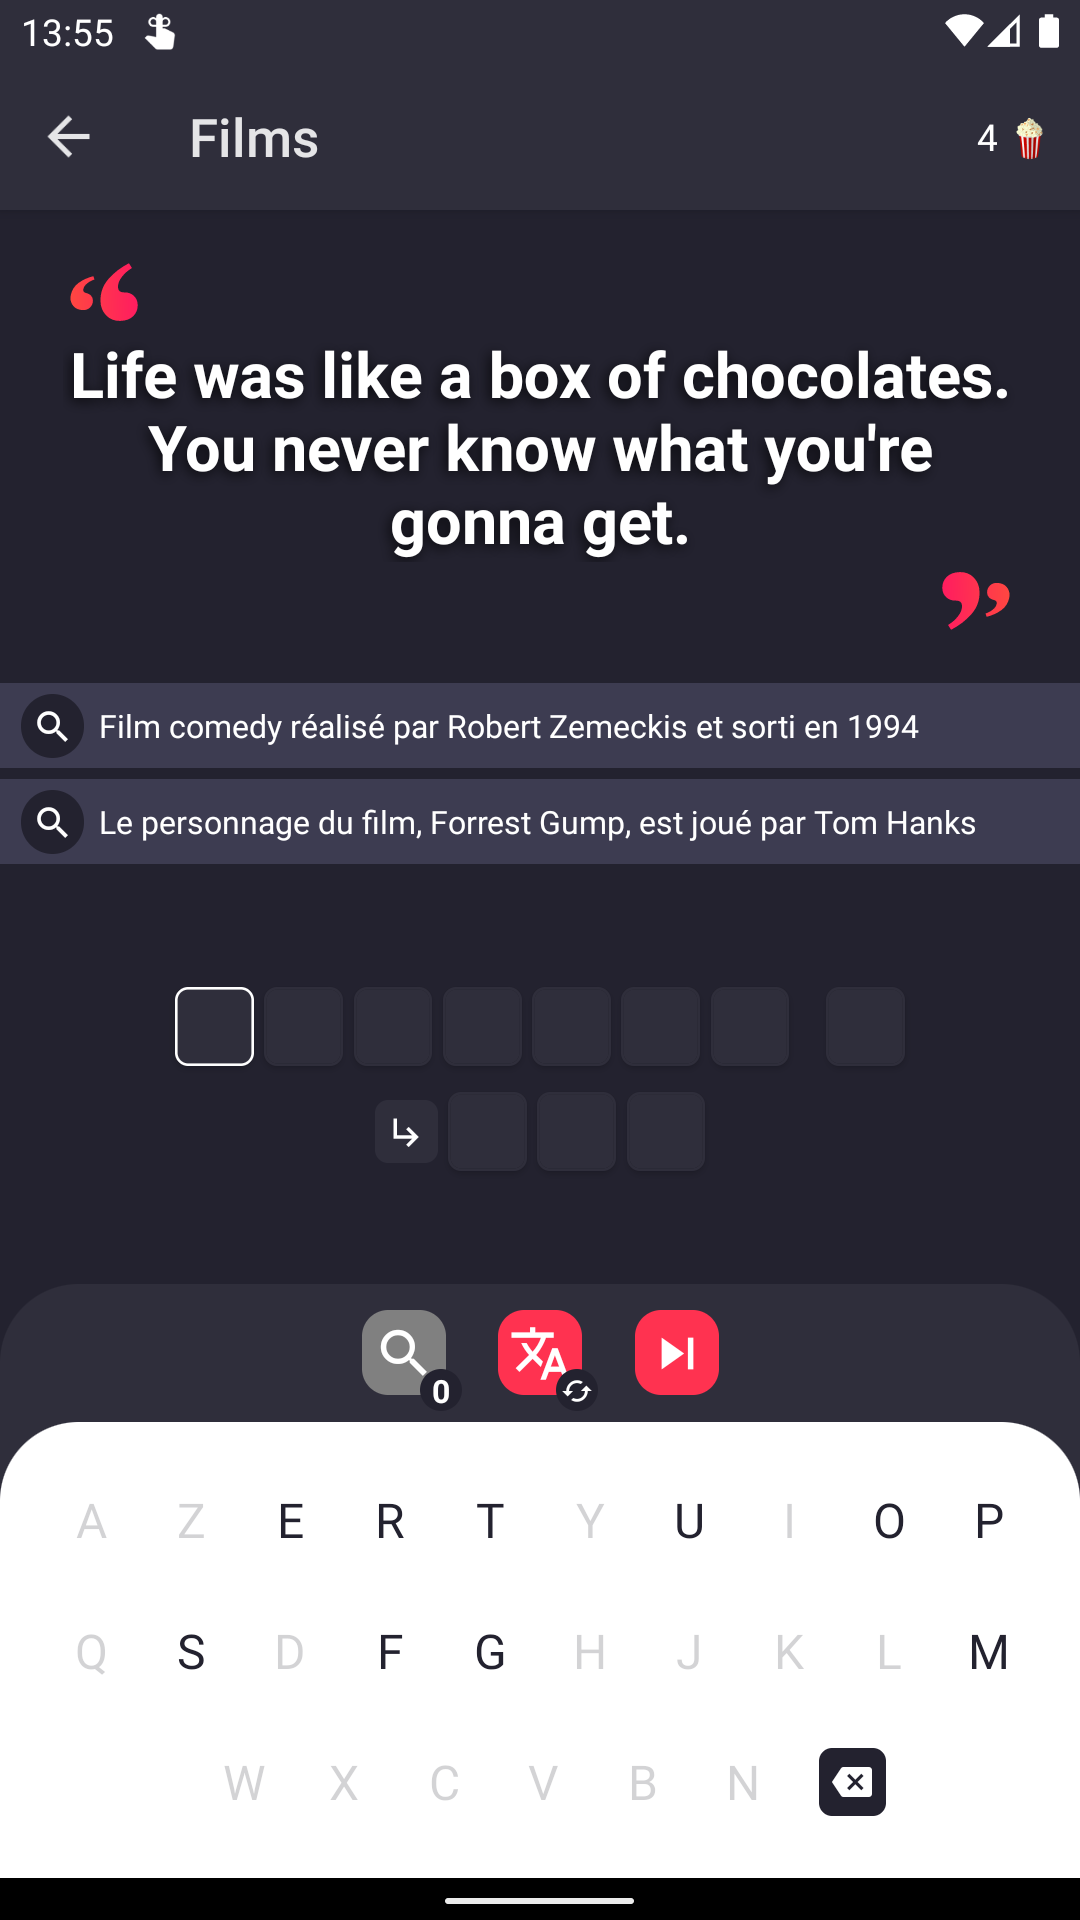 13:55
Films
4
Life was like a box of chocolates.
You never know what you're
gonna get.
Film comedy réalisé par Robert Zemeckis et sorti en 1994
Le personnage du film, Forrest Gump, est joué par Tom Hanks
0
A Z E R T Y U I O P
Q S D F G H J K L M
W X C V B N